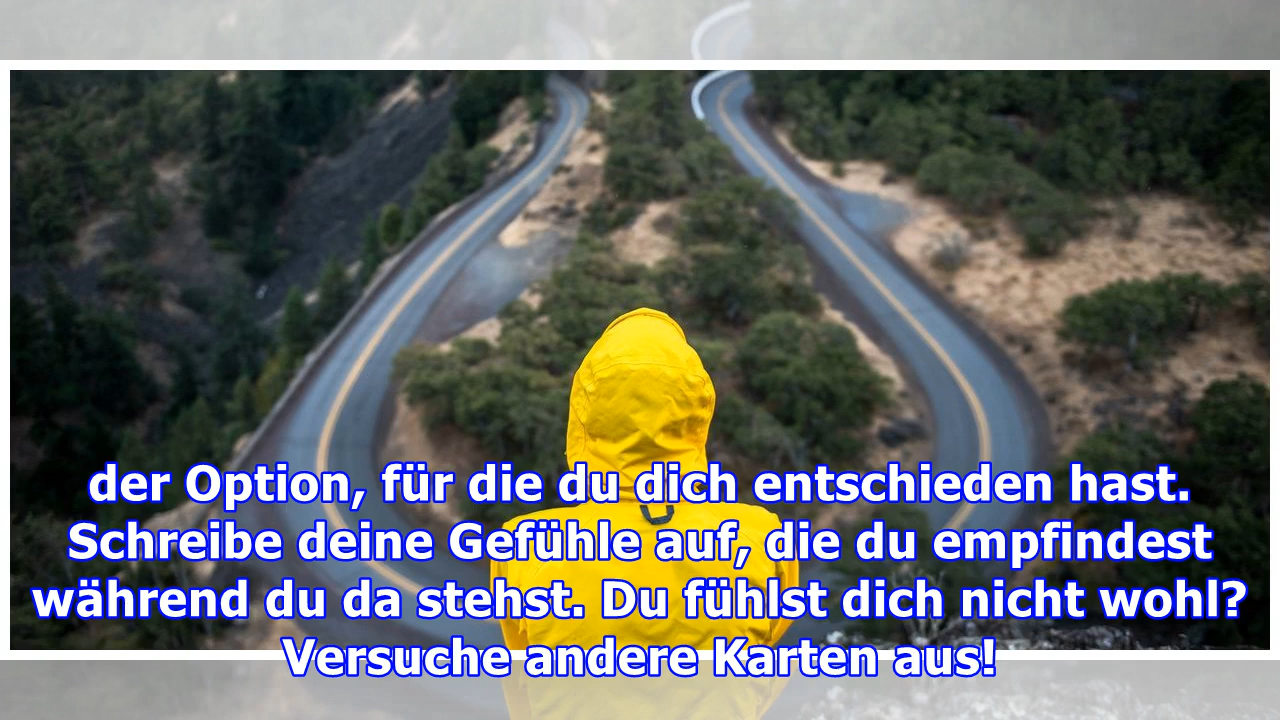 der Option, für die du dich entschieden hast.
Schreibe deine Gefühle auf, die du empfindest
während du da stehst. Du fühlst dich nicht wohl?
Versuche andere Karten aus!